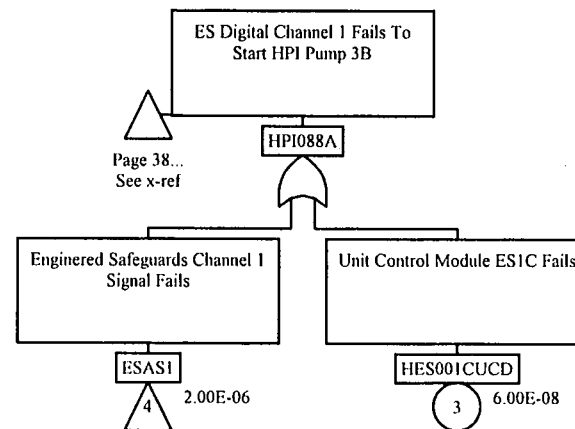 ES Digital Channel 1 Fails To
Start HPI Pump 3B
HPI088A
Page 38...
See x-ref
Enginered Safeguards Channel 1
Signal Fails
Unit Control Module ES1C Fails
ESAS1
HES001CUCD
4
2.00E-06
3
6.00E-08